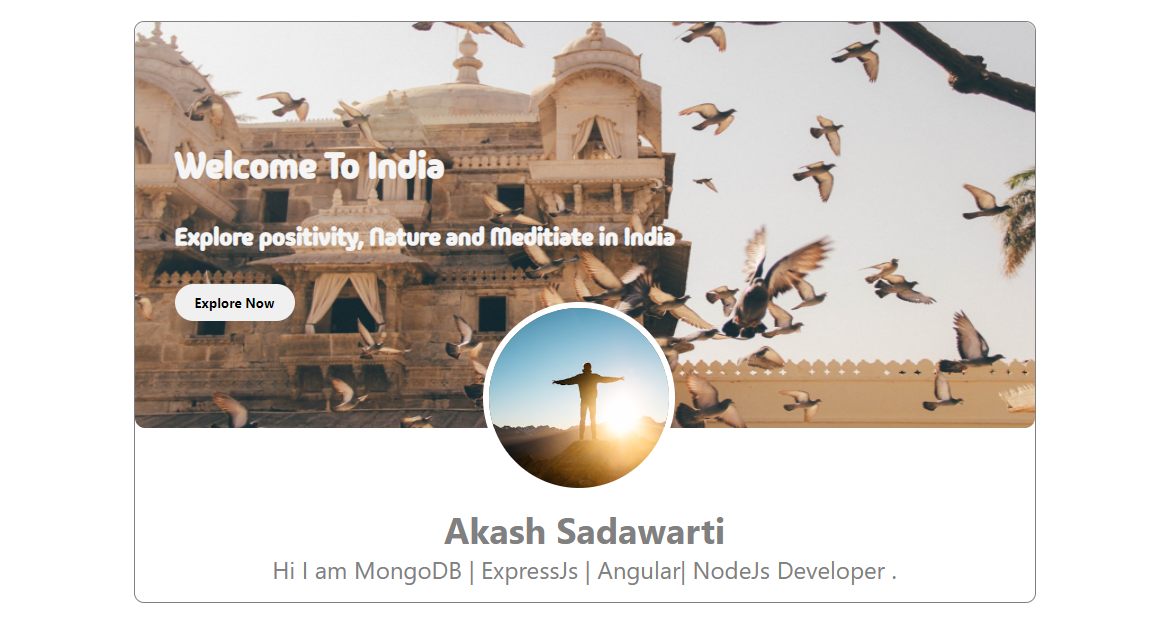 Welcome To India
Explore positivity, Nature and Meditiate in India
Explore Now
Akash Sadawarti
Hi I am MongoDB | ExpressJs | Angular| NodeJs Developer .